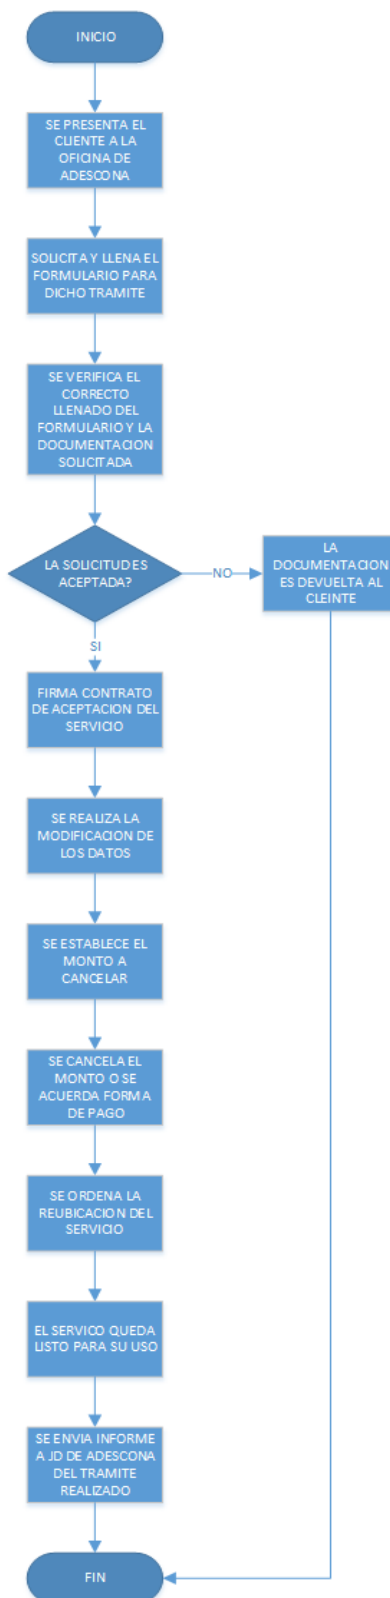 INICIO
SE PRESENTA EL
CLIENTE A LA
OFICINA DE
ADESCONA
SOLICITA Y LLENA EL
FORMULARIO PARA
DICHO TRAMITE
SE VERIFICA EL
CORRECTO
LLENADO DEL
FORMULARIO Y LA
DOCUMENTACION
SOLICITADA
LA SOLICITUD ES
ACEPTADA?
NO
LA
DOCUMENTACION
ES DEVUELTA AL
CLEINTE
SI
FIRMA CONTRATO
DE ACEPTACION DEL
SERVICIO
SE REALIZA LA
MODIFICACION DE
LOS DATOS
SE ESTABLECE EL
MONTO A
CANCELAR
SE CANCELA EL
MONTO O SE
ACUERDA FORMA
DE PAGO
SE ORDENA LA
REUBICACION DEL
SERVICIO
EL SERVICO QUEDA
LISTO PARA SU USO
SE ENVIA INFORME
A JD DE ADESCONA
DEL TRAMITE
REALIZADO
FIN